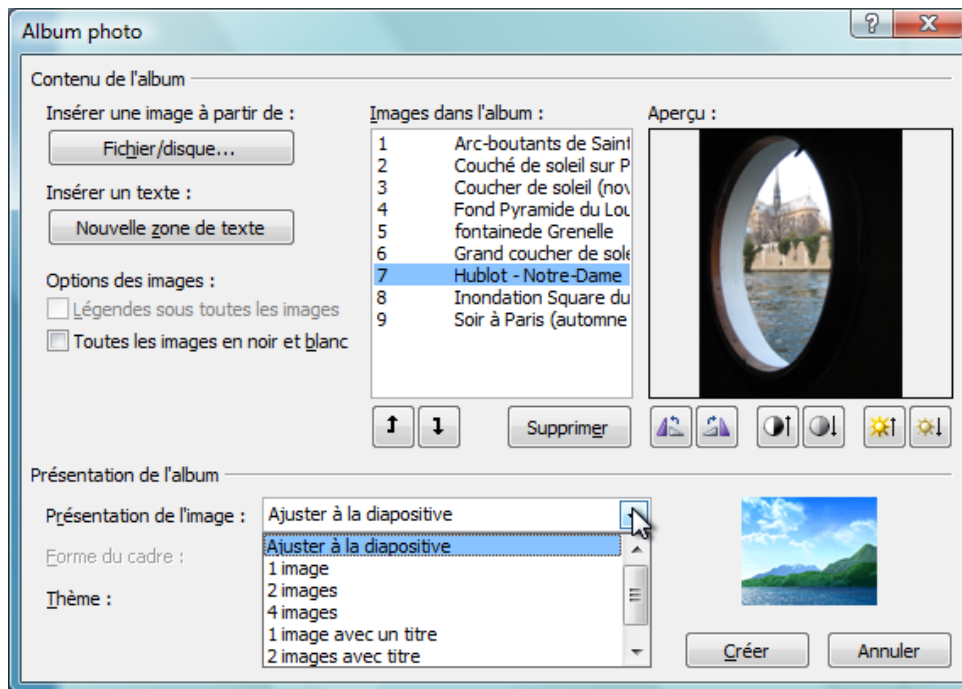 Album photo
Contenu de l'album
Insérer une image à partir de :
Fichier/disque...
Insérer un texte :
Nouvelle zone de texte
Options des images :
Légendes sous toutes les images
Toutes les images en noir et blanc
Images dans l'album :
1 Arc-boutants de Saint
2 Couché de soleil sur P
3 Coucher de soleil (nov
4 Fond Pyramide du Lou
5 fontainede Grenelle
6 Grand coucher de sole
7 Hublot - Notre-Dame
8 Inondation Square du
9 Soir à Paris (automne
Supprimer
Aperçu :
Présentation de l'album
Présentation de l'image :
Ajuster à la diapositive
Ajuster à la diapositive
1 image
2 images
4 images
1 image avec un titre
2 images avec titre
Forme du cadre :
Thème :
Créer
Annuler